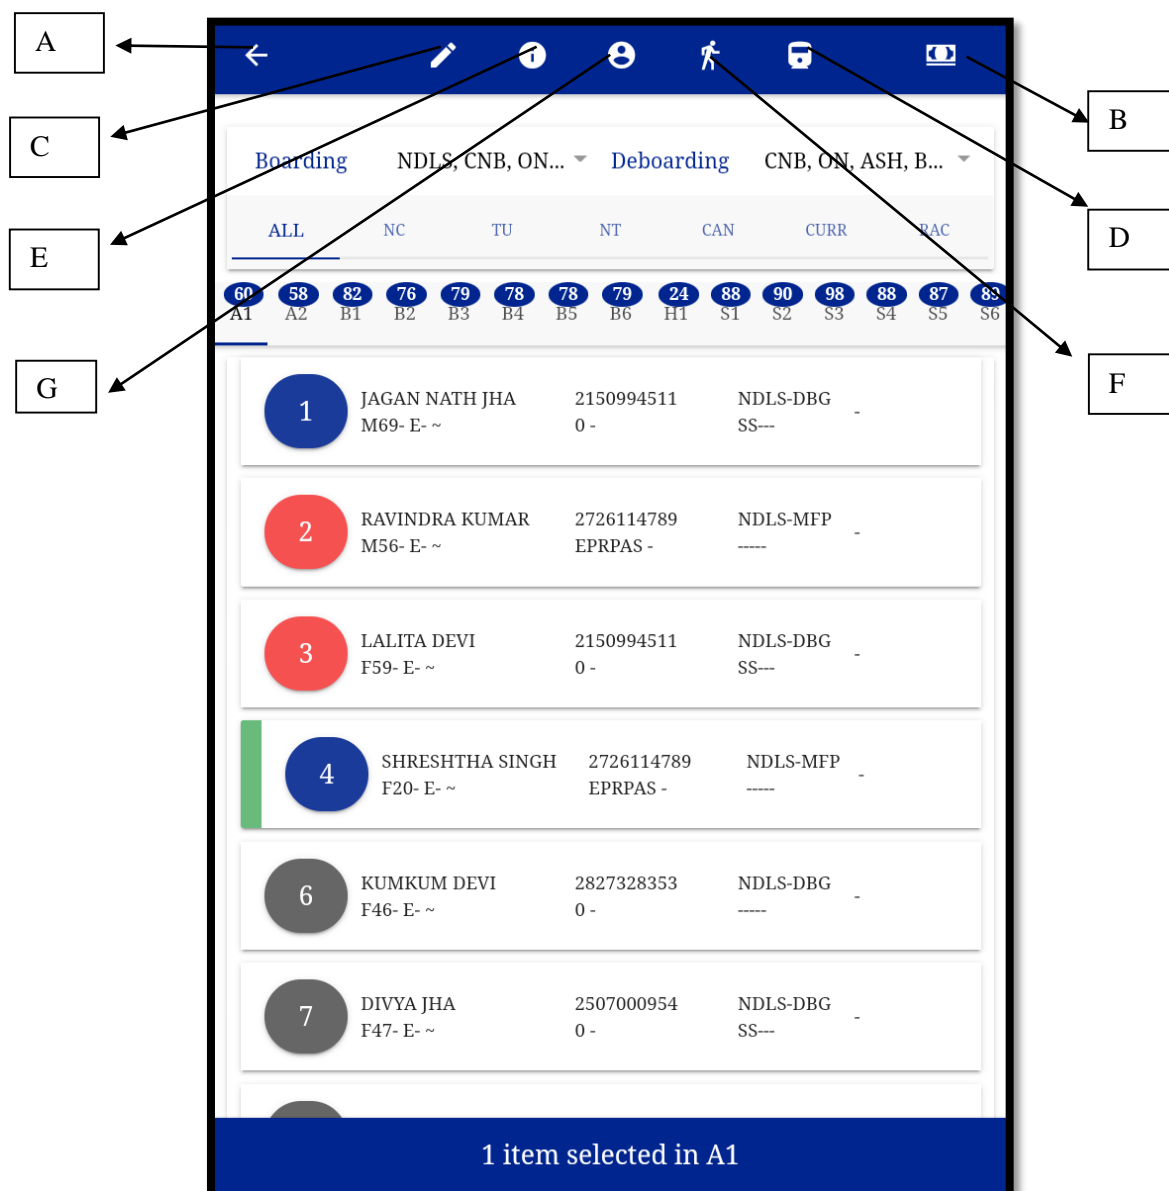 A
B
C
Boarding NDLS, CNB, ON... Deboarding CNB, ON, ASH, B...
D
E
ALL NC TU NT CAN CURR RAC
60 58 82 76 79 78 78 79 24 88 90 98 88 87 89
A1 A2 B1 B2 B3 B4 B5 B6 H1 S1 S2 S3 S4 S5 S6
G
F
1 JAGAN NATH JHA 2150994511 NDLS-DBG -
M69- E- ~ 0 - SS---
2 RAVINDRA KUMAR 2726114789 NDLS-MFP -
M56- E- ~ EPRPAS - -----
3 LALITA DEVI 2150994511 NDLS-DBG -
F59- E- ~ 0 - SS---
4 SHRESHTHA SINGH 2726114789 NDLS-MFP -
F20- E- ~ EPRPAS - -----
6 KUMKUM DEVI 2827328353 NDLS-DBG -
F46- E- ~ 0 - -----
7 DIVYA JHA 2507000954 NDLS-DBG -
F47- E- ~ 0 - SS---
1 item selected in A1